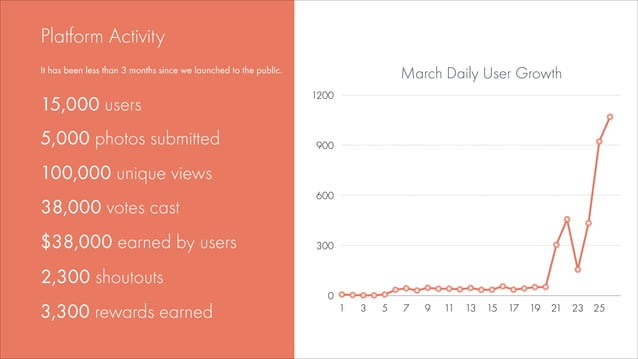 Platform Activity
It has been less than 3 months since we launched to the public.
15,000 users
5,000 photos submitted
100,000 unique views
38,000 votes cast
$38,000 earned by users
2,300 shoutouts
3,300 rewards earned
March Daily User Growth
1200
900
600
300
0
1 3 5 7 9 11 13 15 17 19 21 23 25